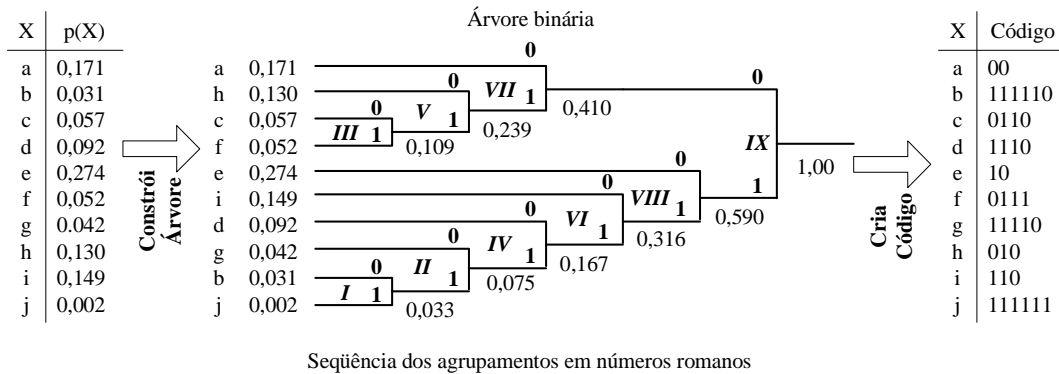 Árvore binária
X p(X)
a 0,171
b 0,031
c 0,057
d 0,092
e 0,274
f 0,052
g 0.042
h 0,130
i 0,149
j 0,002
Constrói
Árvore
a 0,171
h 0,130
c 0,057
f 0,052
e 0,274
i 0,149
d 0,092
g 0,042
b 0,031
j 0,002
0
0 VII 1 0,410 0
0 V 1 0,239
III 1 0,109
IX 1,00
0 1
0 VIII 1 0,590
0 VI 1 0,316
0 IV 1 0,167
0 II 1 0,075
I 1 0,033
Cria
Código
X Código
a 00
b 111110
c 0110
d 1110
e 10
f 0111
g 11110
h 010
i 110
j 111111
Seqüência dos agrupamentos em números romanos